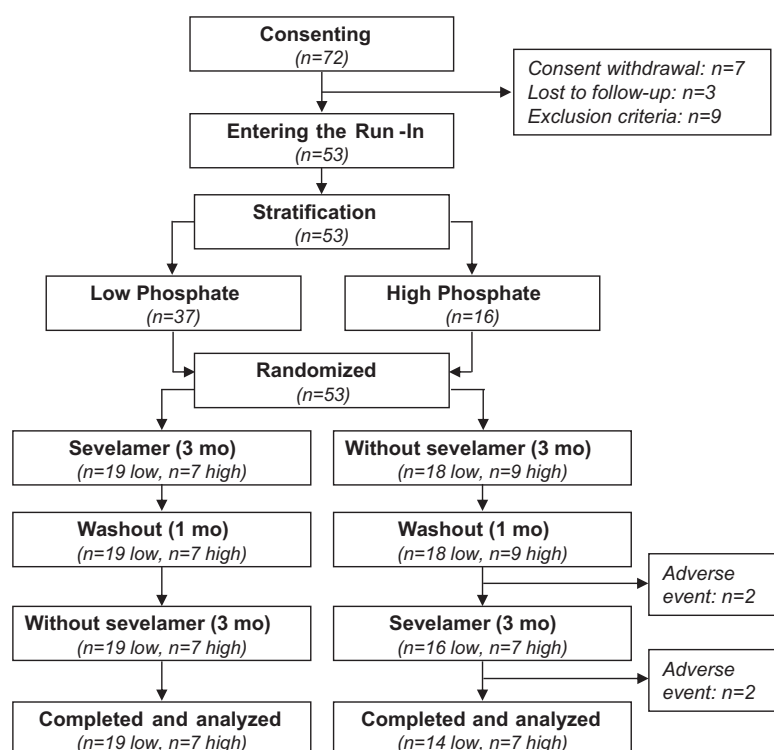 Consenting
(n=72)
Consent withdrawal: n=7
Lost to follow-up: n=3
Exclusion criteria: n=9
Entering the Run -In
(n=53)
Stratification
(n=53)
Low Phosphate
(n=37)
High Phosphate
(n=16)
Randomized
(n=53)
Sevelamer (3 mo)
(n=19 low, n=7 high)
Without sevelamer (3 mo)
(n=18 low, n=9 high)
Washout (1 mo)
(n=19 low, n=7 high)
Washout (1 mo)
(n=18 low, n=9 high)
Adverse
event: n=2
Without sevelamer (3 mo)
(n=19 low, n=7 high)
Sevelamer (3 mo)
(n=16 low, n=7 high)
Adverse
event: n=2
Completed and analyzed
(n=19 low, n=7 high)
Completed and analyzed
(n=14 low, n=7 high)